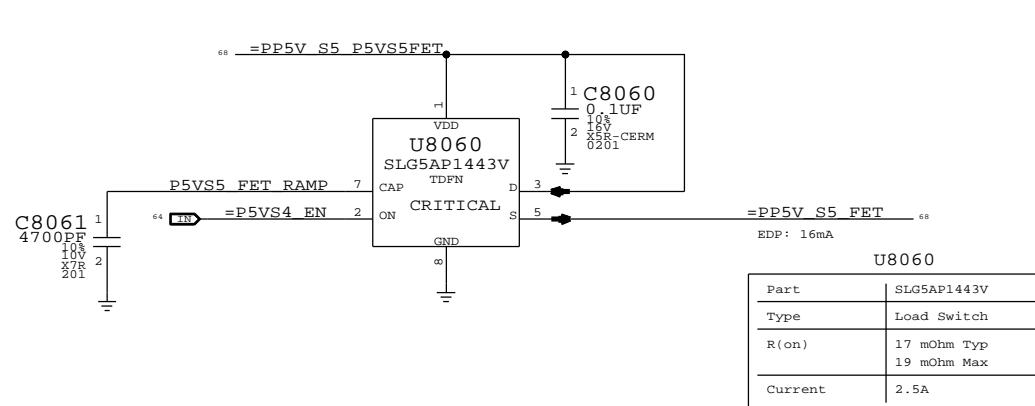 68 =PP5V_S5_P5VS5FET
1
VDD
U8060
SLG5AP1443V
TDFN
CRITICAL
7 CAP
2 ON
D 3
S 5
GND
8
1 C8060
0.1UF
10%
16V
2 X5R-CERM
0201
P5VS5_FET_RAMP
64 IN =P5VS4_EN
C8061 1
4700PF
10%
10V
X7R 2
201
=PP5V_S5_FET 68
EDP: 16mA
U8060
Part SLG5AP1443V
Type Load Switch
R(on) 17 mOhm Typ
19 mOhm Max
Current 2.5A